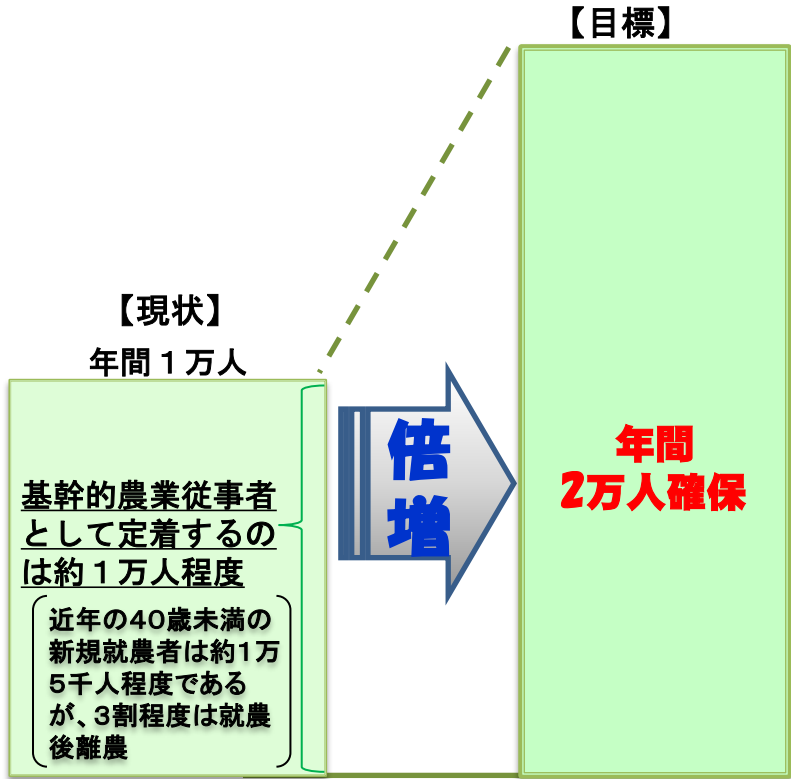 【現状】
年間１万人
基幹的農業従事者
として定着するの
は約１万人程度
近年の40歳未満の
新規就農者は約1万
5千人程度である
が、3割程度は就農
後離農
倍
増
【目標】
年間
2万人確保